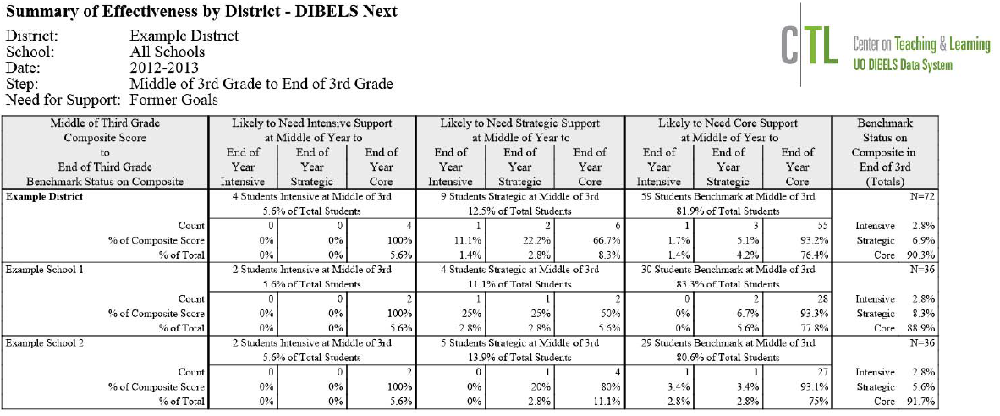 Summary of Effectiveness by District - DIBELS Next
District: Example District
School: All Schools
Date: 2012-2013
Step: Middle of 3rd Grade to End of 3rd Grade
Need for Support: Former Goals
CTL
Center on Teaching & Learning
UO DIBELS Data System
Middle of Third Grade Likely to Need Intensive Support Likely to Need Strategic Support Likely to Need Core Support Benchmark
Composite Score at Middle of Year to at Middle of Year to at Middle of Year to Status on
to End of End of End of End of End of End of End of End of End of Composite in
End of Third Grade Year Year Year Year Year Year Year Year Year End of 3rd
Benchmark Status on Composite Intensive Strategic Core Intensive Strategic Core Intensive Strategic Core (Totals)
Example District 4 Students Intensive at Middle of 3rd 9 Students Strategic at Middle of 3rd 59 Students Benchmark at Middle of 3rd N=72
5.6% of Total Students 12.5% of Total Students 81.9% of Total Students
Count 0 0 4 1 2 6 1 3 55 Intensive 2.8%
% of Composite Score 0% 0% 100% 11.1% 22.2% 66.7% 1.7% 5.1% 93.2% Strategic 6.9%
% of Total 0% 0% 5.6% 1.4% 2.8% 8.3% 1.4% 4.2% 76.4% Core 90.3%
Example School 1 2 Students Intensive at Middle of 3rd 4 Students Strategic at Middle of 3rd 30 Students Benchmark at Middle of 3rd N=36
5.6% of Total Students 11.1% of Total Students 83.3% of Total Students
Count 0 0 2 1 1 2 0 2 28 Intensive 2.8%
% of Composite Score 0% 0% 100% 25% 25% 50% 0% 6.7% 93.3% Strategic 8.3%
% of Total 0% 0% 5.6% 2.8% 2.8% 5.6% 0% 5.6% 77.8% Core 88.9%
Example School 2 2 Students Intensive at Middle of 3rd 5 Students Strategic at Middle of 3rd 29 Students Benchmark at Middle of 3rd N=36
5.6% of Total Students 13.9% of Total Students 80.6% of Total Students
Count 0 0 2 0 1 4 1 1 27 Intensive 2.8%
% of Composite Score 0% 0% 100% 0% 20% 80% 3.4% 3.4% 93.1% Strategic 5.6%
% of Total 0% 0% 5.6% 0% 2.8% 11.1% 2.8% 2.8% 75% Core 91.7%